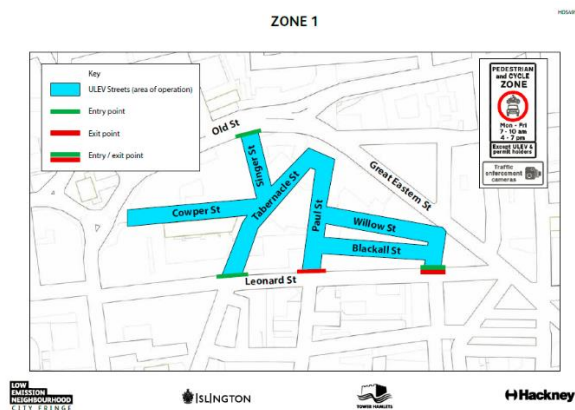 ZONE 1
Key
ULEV Streets (area of operation)
Entry point
Exit point
Entry / exit point
PEDESTRIAN
and CYCLE
ZONE
Mon - Fri
7 - 10 am
4 - 7 pm
Except ULEV &
permit holders
Traffic
enforcement
cameras
Old St
Singer St
Great Eastern St
Tabernacle St
Cowper St
Paul St
Willow St
Blackall St
Leonard St
LOW
EMISSION
NEIGHBOURHOOD
CITY FRINGE
ISLINGTON
TOWER HAMLETS
Hackney